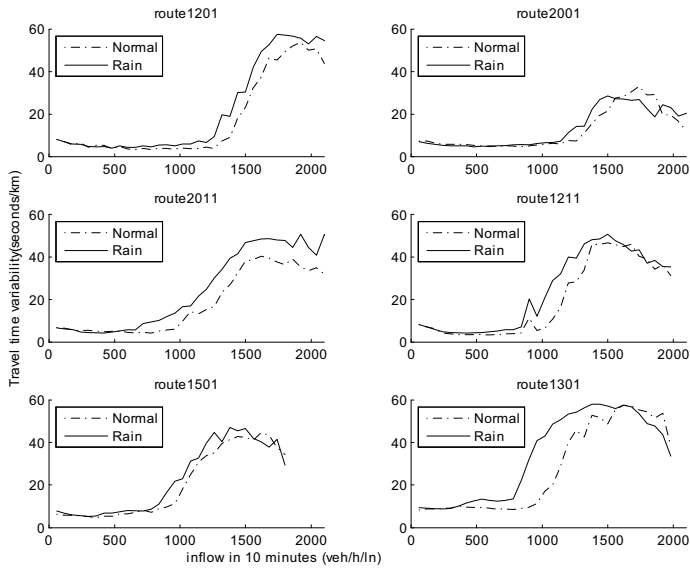 route1201
60
40
20
0
Normal
Rain
0 500 1000 1500 2000
route2001
60
40
20
0
Normal
Rain
0 500 1000 1500 2000
Travel time variability(seconds/km)
route2011
60
40
20
0
Normal
Rain
0 500 1000 1500 2000
route1211
60
40
20
0
Normal
Rain
0 500 1000 1500 2000
route1501
60
40
20
0
Normal
Rain
0 500 1000 1500 2000
route1301
60
40
20
0
Normal
Rain
0 500 1000 1500 2000
inflow in 10 minutes (veh/h/ln)